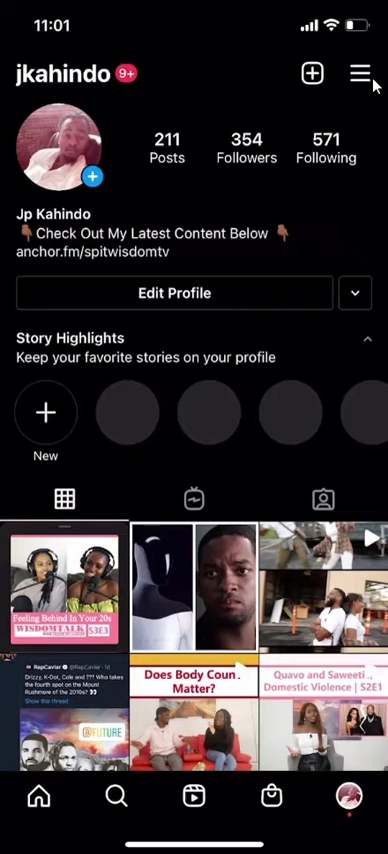 11:01
jkahindo 9+
211 354 571
Posts Followers Following
Jp Kahindo
👇🏾Check Out My Latest Content Below 👇🏾
anchor.fm/spitwisdomtv
Edit Profile
Story Highlights
Keep your favorite stories on your profile
New
Feeling Behind In Your 20s
WISDOMTALK S3E3
RapCaviar @RapCaviar · 1d
Drizzy, K-Dot, Cole and ??? Who takes
the fourth spot on the Mount
Rushmore of the 2010s? 👀
Show this thread
@FUTURE
Does Body Coun.
Matter?
Quavo and Saweeti.,
Domestic Violence | S2E1